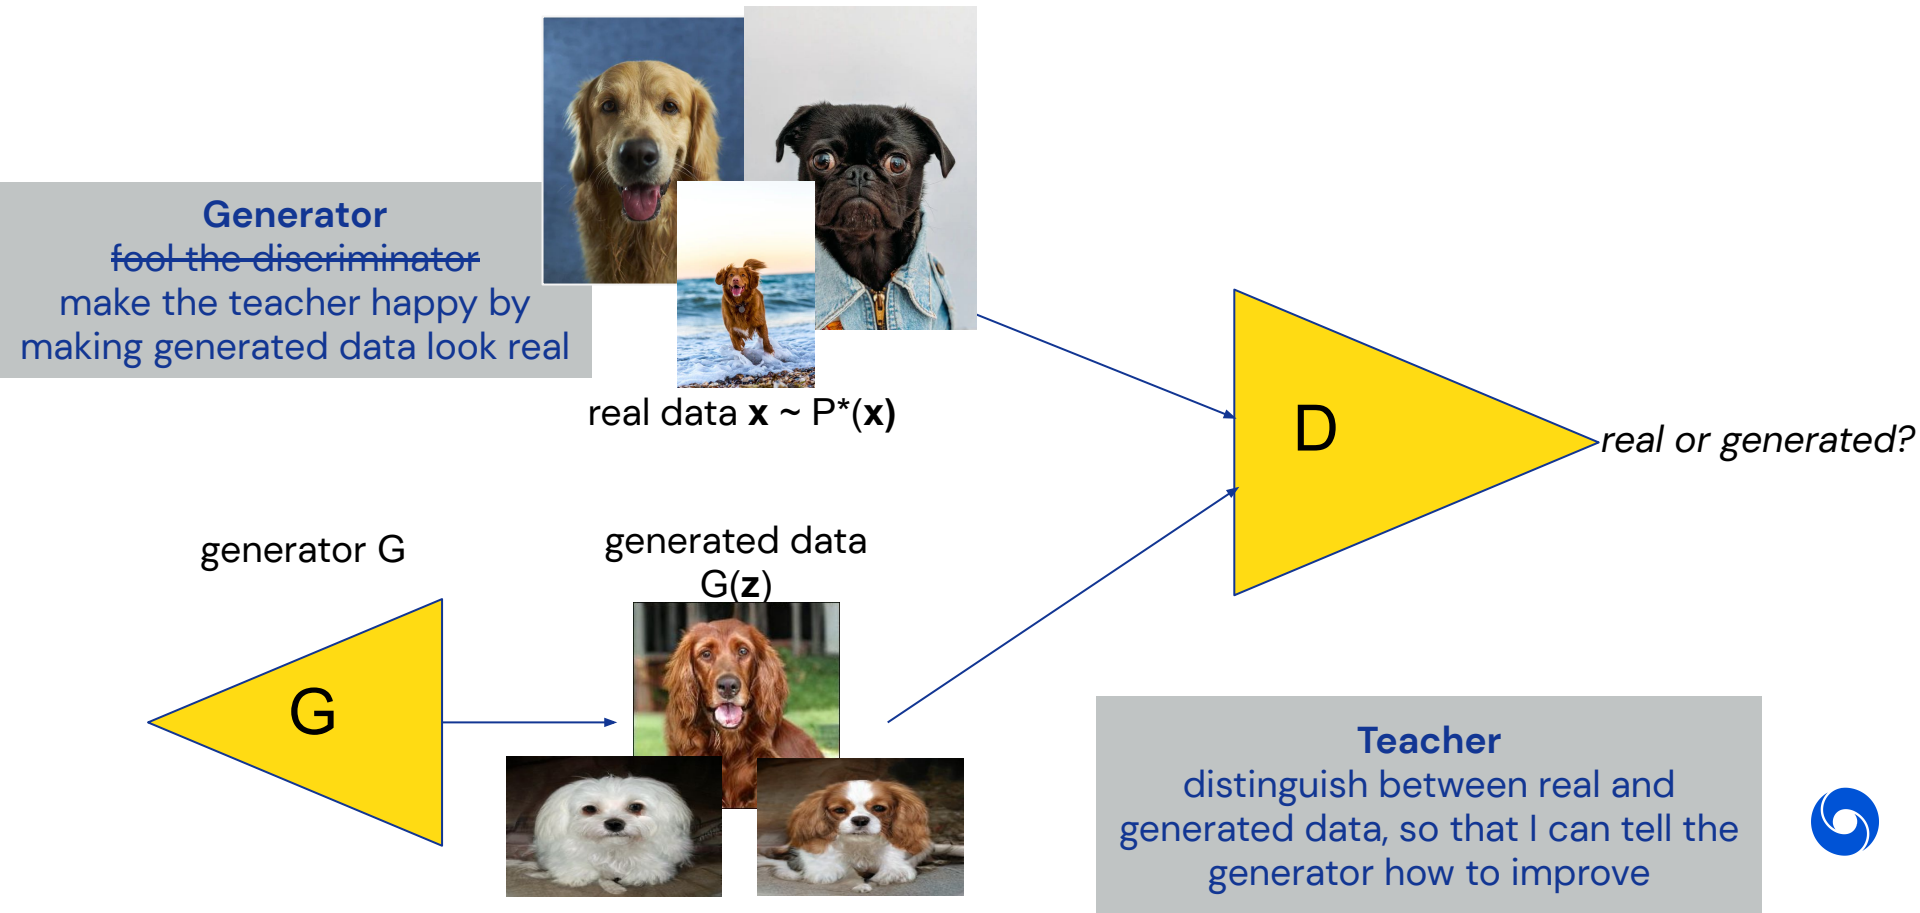 Generator
fool the discriminator
make the teacher happy by
making generated data look real
real data x ~ P*(x)
D
real or generated?
generator G
generated data
G(z)
G
Teacher
distinguish between real and
generated data, so that I can tell the
generator how to improve